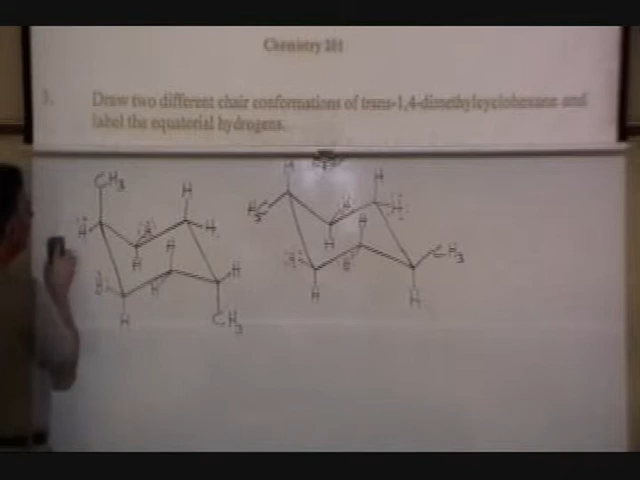 Chemistry 201
3. Draw two different chair conformations of trans-1,4-dimethylcyclohexane and
label the equatorial hydrogens.
CH3 H H H H H H H H H H CH3
H H3C H H H H H H H H H CH3